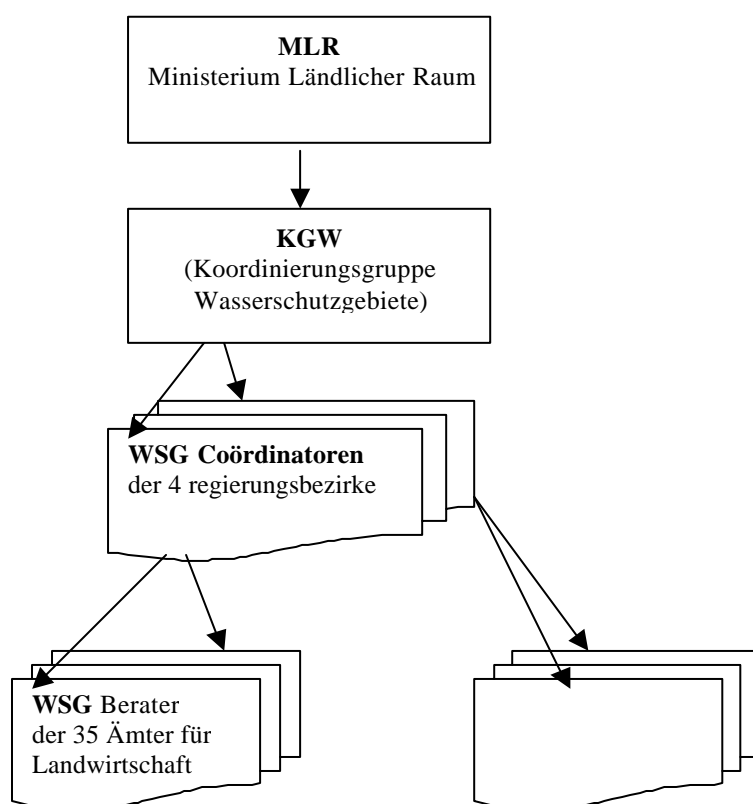 MLR
Ministerium Ländlicher Raum
KGW
(Koordinierungsgruppe
Wasserschutzgebiete)
WSG Coördinatoren
der 4 regierungsbezirke
WSG Berater
der 35 Ämter für
Landwirtschaft